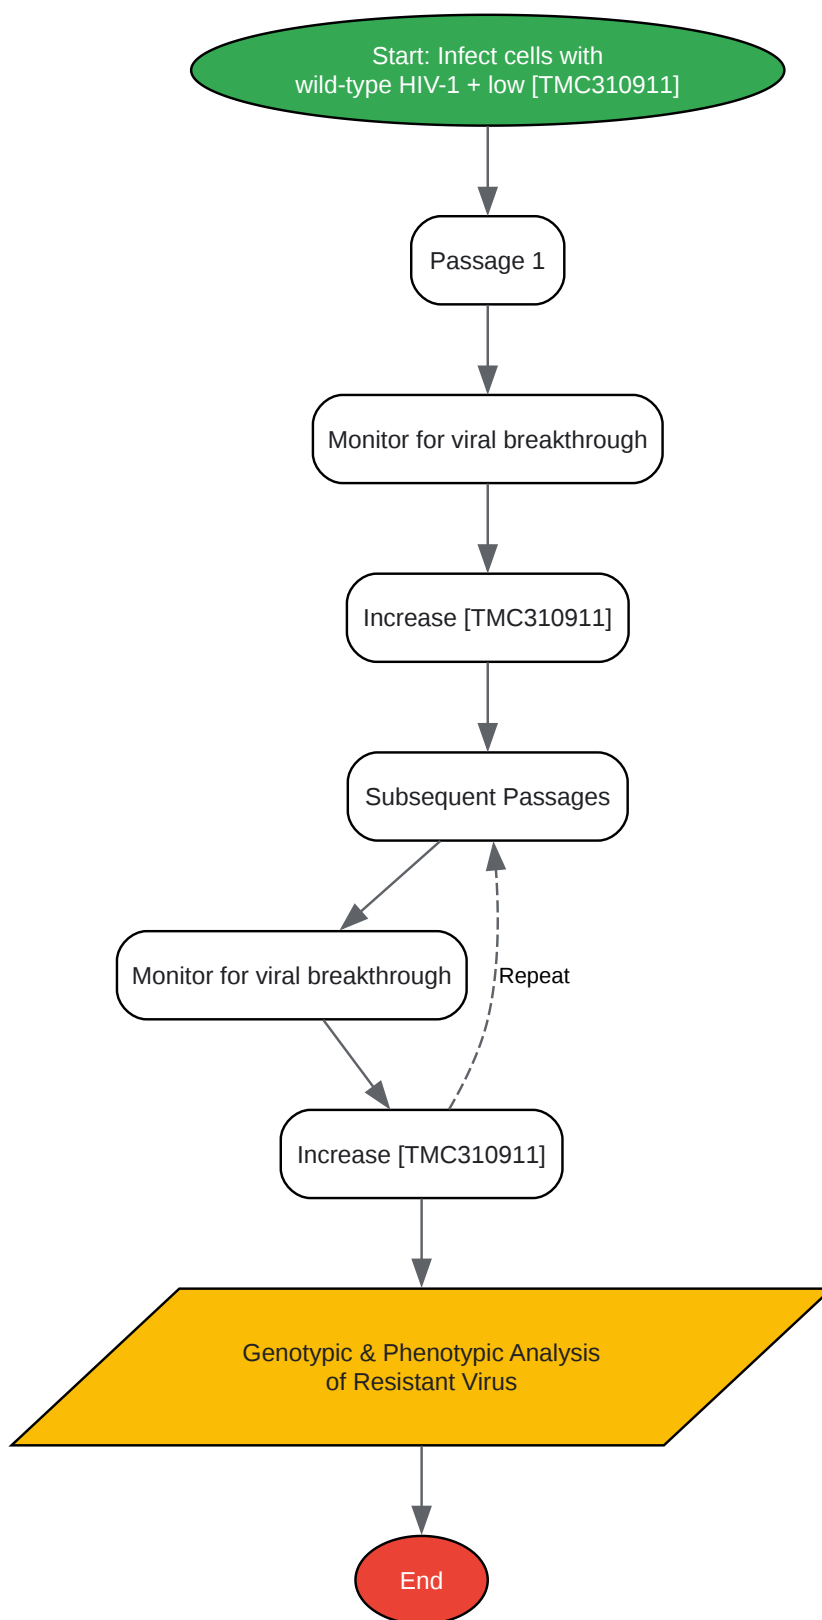 Start: Infect cells with
wild-type HIV-1 + low [TMC310911]
Passage 1
Monitor for viral breakthrough
Increase [TMC310911]
Subsequent Passages
Monitor for viral breakthrough
Repeat
Increase [TMC310911]
Genotypic & Phenotypic Analysis
of Resistant Virus
End